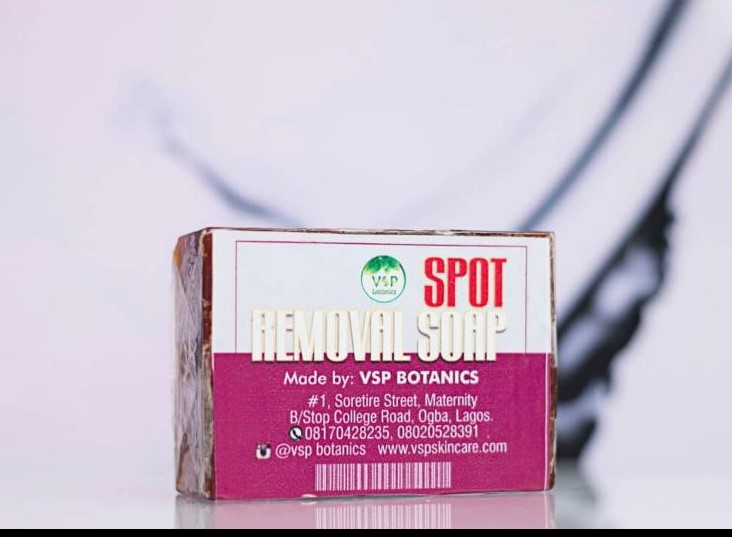 VSP
botanics
SPOT
REMOVAL SOAP
Made by: VSP BOTANICS
#1, Soretire Street, Maternity
B/Stop College Road, Ogba, Lagos.
08170428235, 08020528391
@vsp botanics www.vspskincare.com